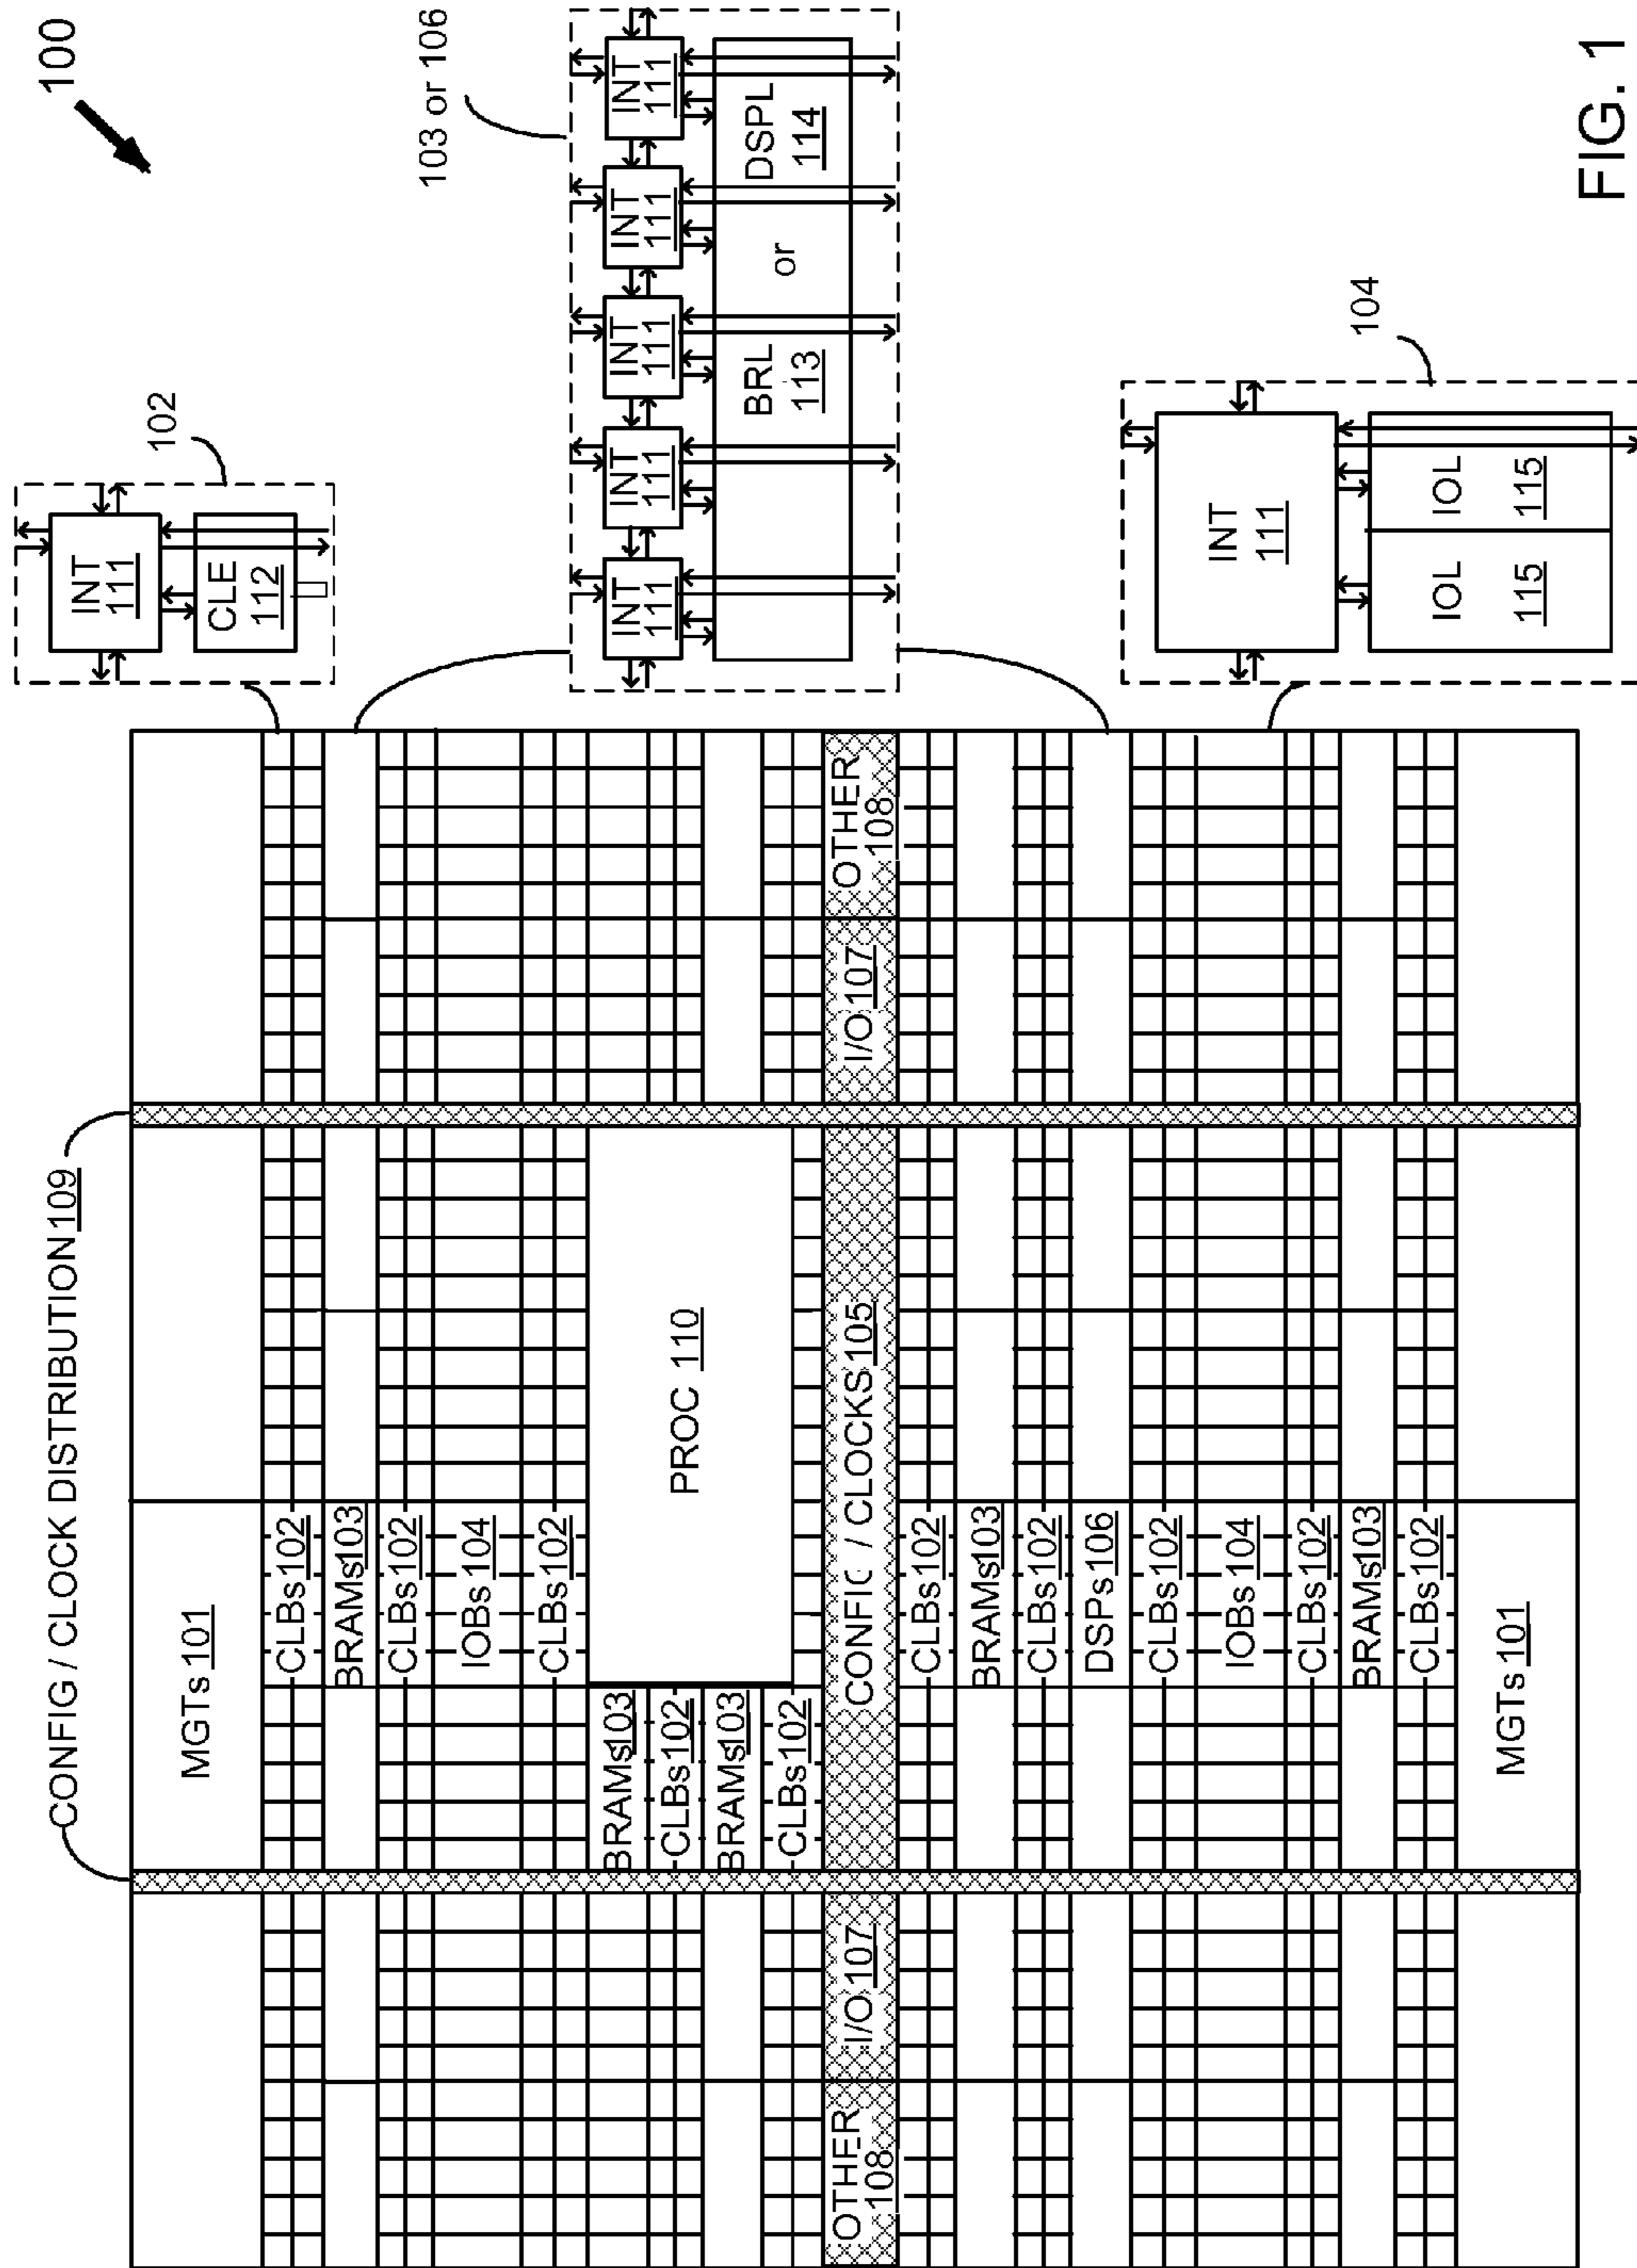 100
CONFIG / CLOCK DISTRIBUTION 109
MGTs 101
CLBs 102
BRAMs 103
CLBs 102
IOBs 104
CLBs 102
BRAMs 103
CLBs 102
BRAMs 103
CLBs 102
PROC 110
OTHER
108
I/O 107
CONFIG / CLOCKS 105
I/O 107
OTHER
108
CLBs 102
BRAMs 103
CLBs 102
DSPs 106
CLBs 102
IOBs 104
CLBs 102
BRAMs 103
CLBs 102
MGTs 101
INT
111
CLE
112
102
103 or 106
INT
111
INT
111
INT
111
INT
111
INT
111
BRL
113
or
DSPL
114
104
INT
111
IOL
115
IOL
115
FIG. 1